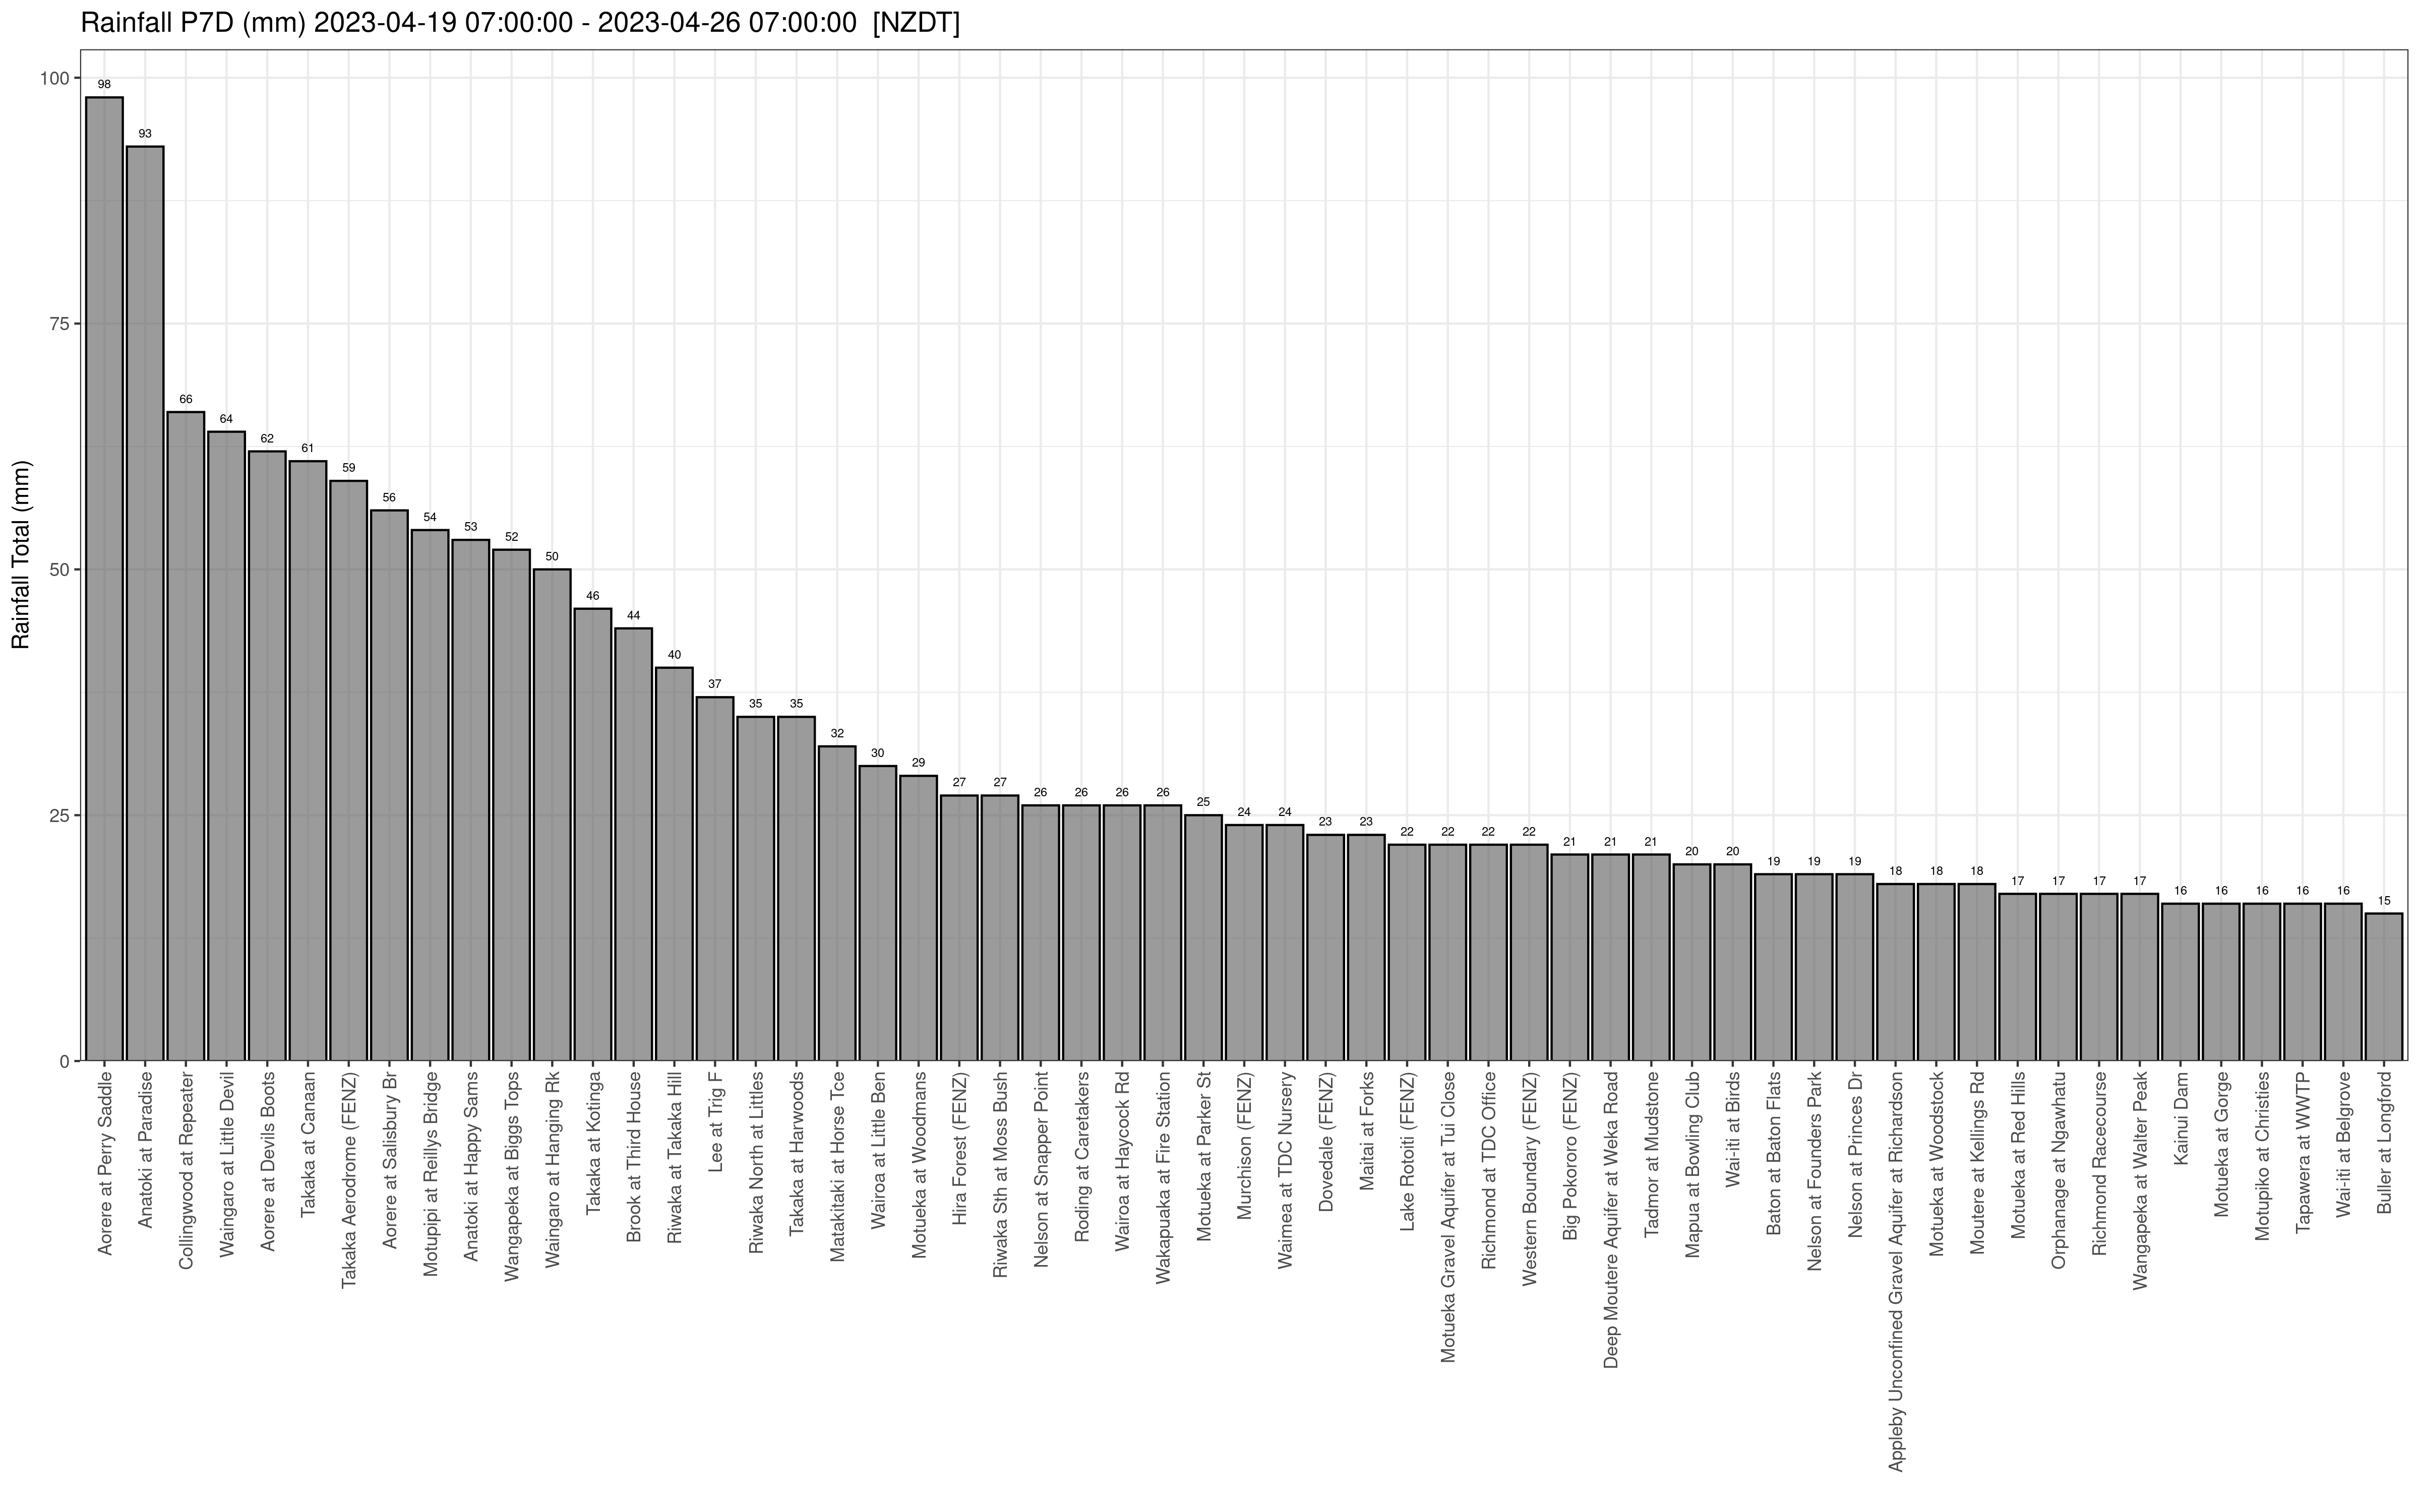 Rainfall P7D (mm) 2023-04-19 07:00:00 - 2023-04-26 07:00:00 [NZDT]
Rainfall Total (mm)
100
75
50
25
0
98
93
66
64
62
61
59
56
54
53
52
50
46
44
40
37
35
35
32
30
29
27
27
26
26
26
26
25
24
24
23
23
22
22
22
22
21
21
21
20
20
19
19
19
18
18
18
17
17
17
17
16
16
16
16
16
15
Aorere at Perry Saddle
Anatoki at Paradise
Collingwood at Repeater
Waingaro at Little Devil
Aorere at Devils Boots
Takaka at Canaan
Takaka Aerodrome (FENZ)
Aorere at Salisbury Br
Motupipi at Reillys Bridge
Anatoki at Happy Sams
Wangapeka at Biggs Tops
Waingaro at Hanging Rk
Takaka at Kotinga
Brook at Third House
Riwaka at Takaka Hill
Lee at Trig F
Riwaka North at Littles
Takaka at Harwoods
Matakitaki at Horse Tce
Wairoa at Little Ben
Motueka at Woodmans
Hira Forest (FENZ)
Riwaka Sth at Moss Bush
Nelson at Snapper Point
Roding at Caretakers
Wairoa at Haycock Rd
Wakapuaka at Fire Station
Motueka at Parker St
Murchison (FENZ)
Waimea at TDC Nursery
Dovedale (FENZ)
Maitai at Forks
Lake Rotoiti (FENZ)
Motueka Gravel Aquifer at Tui Close
Richmond at TDC Office
Western Boundary (FENZ)
Big Pokororo (FENZ)
Deep Moutere Aquifer at Weka Road
Tadmor at Mudstone
Mapua at Bowling Club
Wai-iti at Birds
Baton at Baton Flats
Nelson at Founders Park
Nelson at Princes Dr
Appleby Unconfined Gravel Aquifer at Richardson
Motueka at Woodstock
Moutere at Kellings Rd
Motueka at Red Hills
Orphanage at Ngawhatu
Richmond Racecourse
Wangapeka at Walter Peak
Kainui Dam
Motueka at Gorge
Motupiko at Christies
Tapawera at WWTP
Wai-iti at Belgrove
Buller at Longford